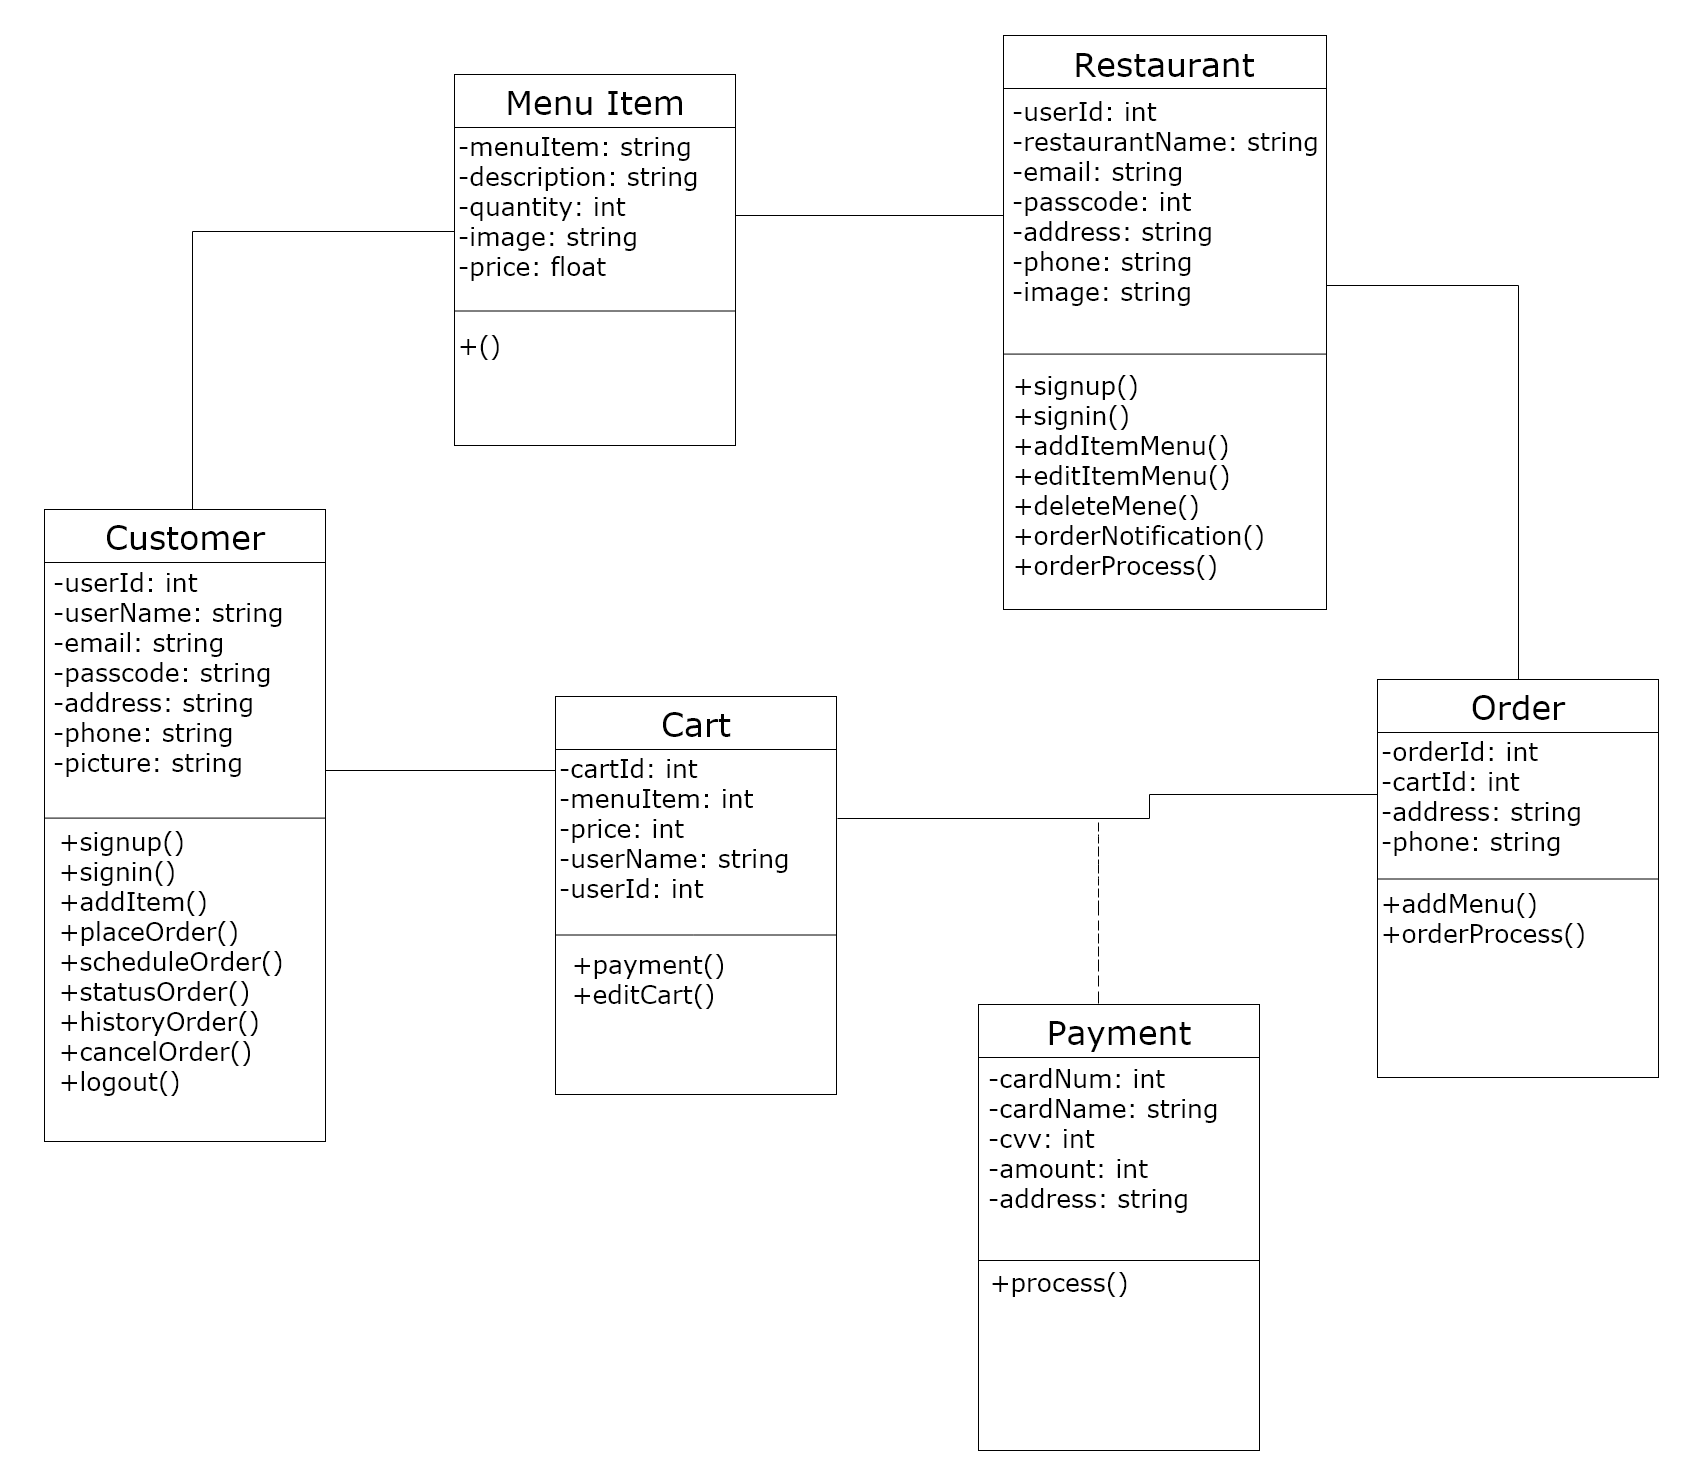 Menu Item
-menuItem: string
-description: string
-quantity: int
-image: string
-price: float
+()
Restaurant
-userId: int
-restaurantName: string
-email: string
-passcode: int
-address: string
-phone: string
-image: string
+signup()
+signin()
+addItemMenu()
+editItemMenu()
+deleteMene()
+orderNotification()
+orderProcess()
Customer
-userId: int
-userName: string
-email: string
-passcode: string
-address: string
-phone: string
-picture: string
+signup()
+signin()
+addItem()
+placeOrder()
+scheduleOrder()
+statusOrder()
+historyOrder()
+cancelOrder()
+logout()
Cart
-cartId: int
-menuItem: int
-price: int
-userName: string
-userId: int
+payment()
+editCart()
Order
-orderId: int
-cartId: int
-address: string
-phone: string
+addMenu()
+orderProcess()
Payment
-cardNum: int
-cardName: string
-cvv: int
-amount: int
-address: string
+process()